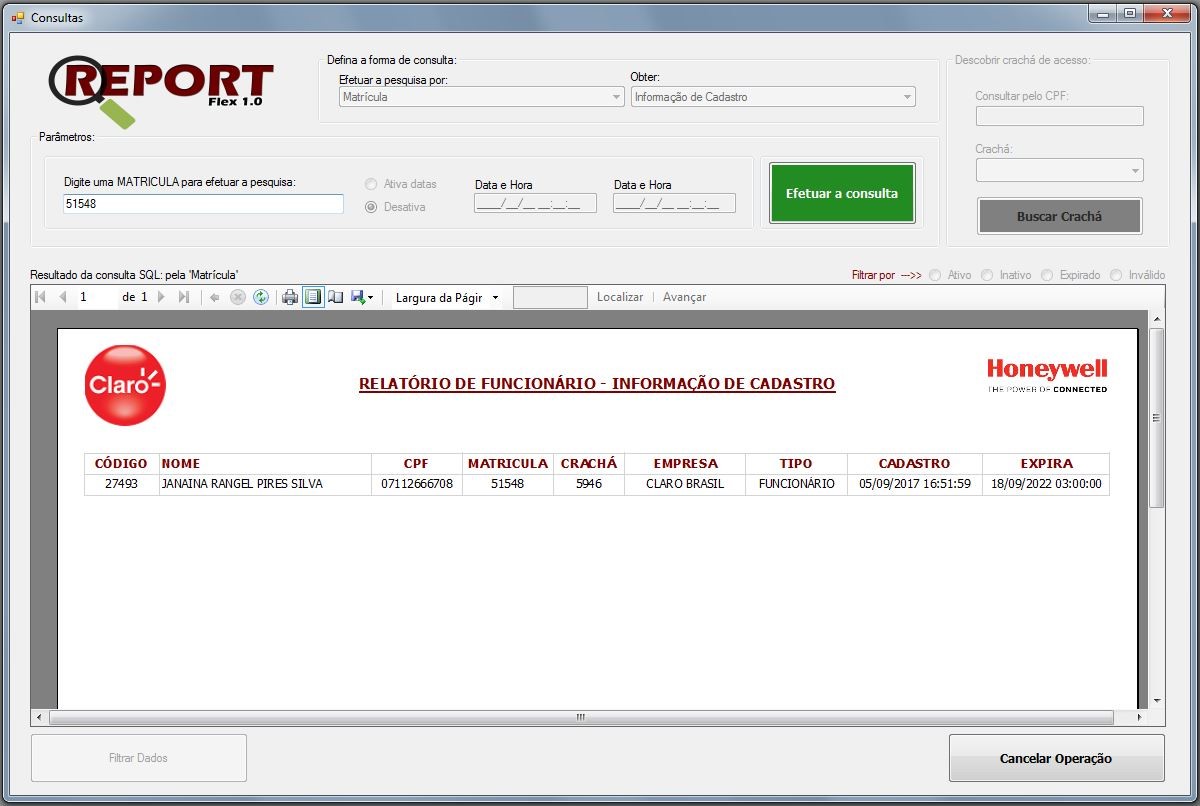 Consultas
REPORT
Flex 1.0
Defina a forma de consulta:
Efetuar a pesquisa por:
Matrícula
Obter:
Informação de Cadastro
Descobrir crachá de acesso:
Consultar pelo CPF:
Crachá:
Buscar Crachá
Parâmetros:
Digite uma MATRICULA para efetuar a pesquisa:
51548
Ativa datas
Desativa
Data e Hora
____/__/__ __:__:__
Data e Hora
____/__/__ __:__:__
Efetuar a consulta
Resultado da consulta SQL: pela 'Matrícula'
Filtrar por -->> Ativo Inativo Expirado Inválido
1 de 1 Largura da Págir Localizar | Avançar
Claro
RELATÓRIO DE FUNCIONÁRIO - INFORMAÇÃO DE CADASTRO
Honeywell
THE POWER OF CONNECTED
CÓDIGO NOME CPF MATRICULA CRACHÁ EMPRESA TIPO CADASTRO EXPIRA
27493 JANAINA RANGEL PIRES SILVA 07112666708 51548 5946 CLARO BRASIL FUNCIONÁRIO 05/09/2017 16:51:59 18/09/2022 03:00:00
Filtrar Dados
Cancelar Operação